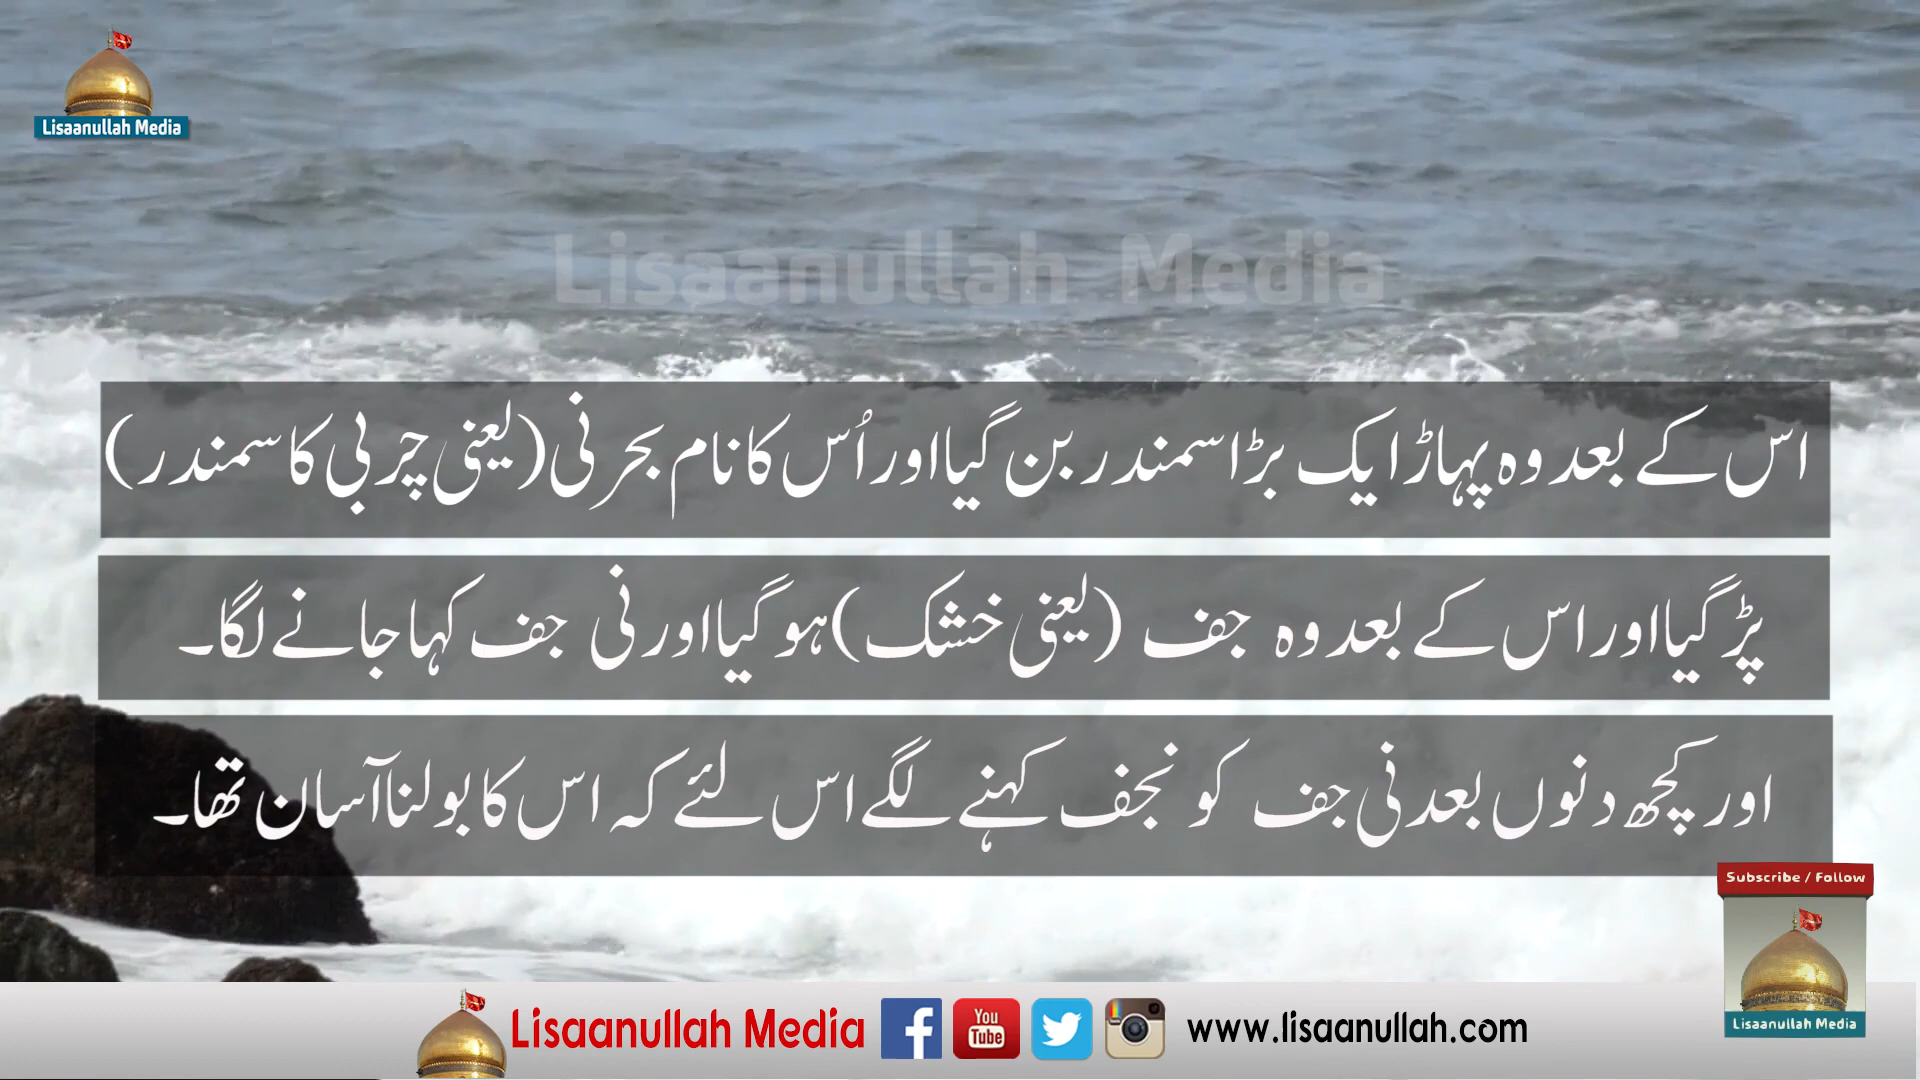 Lisaanullah Media
Lisaanullah Media
اس کے بعد وہ پہاڑ ایک بڑا سمندر بن گیا اور اُس کا نام بحر نی (یعنی چربی کا سمندر)
پڑ گیا اور اس کے بعد وہ جف (یعنی خشک) ہو گیا اور نی جف کہا جانے لگا۔
اور کچھ دنوں بعد نی جف کو نجف کہنے لگے اس لئے کہ اس کا بولنا آسان تھا۔
Subscribe / Follow
Lisaanullah Media
Lisaanullah Media You Tube www.lisaanullah.com